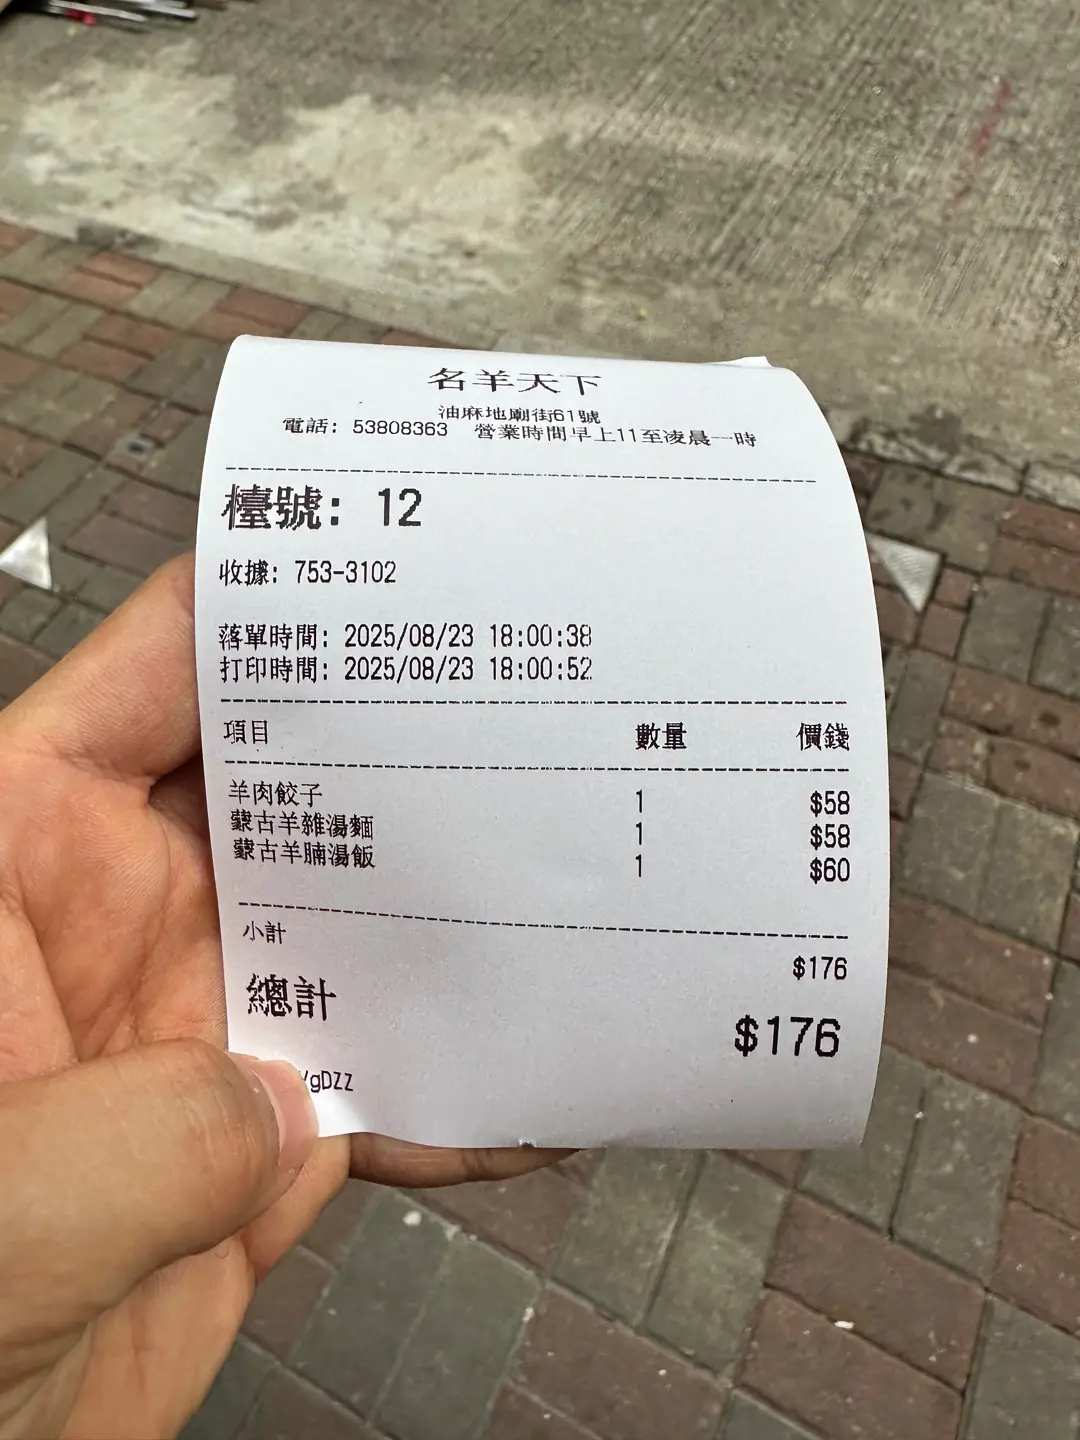 名羊天下
油麻地廟街61號
電話: 53808363 營業時間早上11至凌晨一時
檯號: 12
收據: 753-3102
落單時間: 2025/08/23 18:00:38
打印時間: 2025/08/23 18:00:52
項目 數量 價錢
羊肉餃子 1 $58
蒙古羊雜湯麵 1 $58
蒙古羊腩湯飯 1 $60
小計 $176
總計 $176
gDZZ